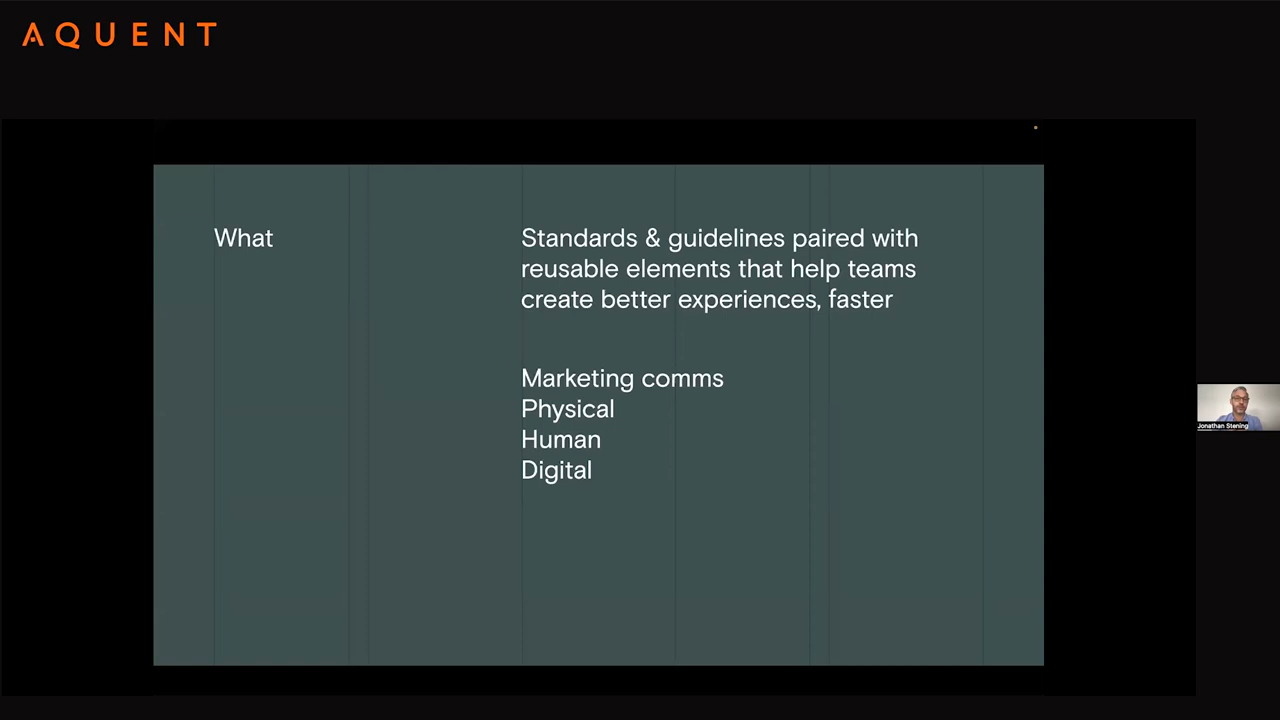 AQUENT
What
Standards & guidelines paired with
reusable elements that help teams
create better experiences, faster
Marketing comms
Physical
Human
Digital
Jonathan Stening